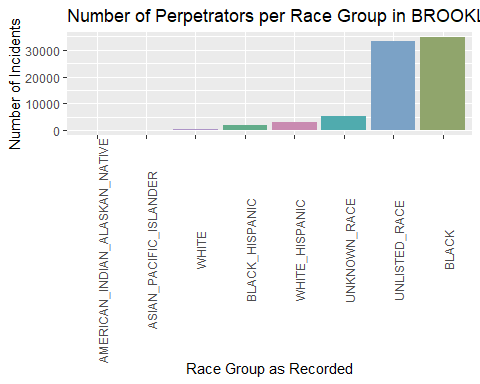 Number of Perpetrators per Race Group in BROOKL
Number of Incidents
30000
20000
10000
0
AMERICAN_INDIAN_ALASKAN_NATIVE
ASIAN_PACIFIC_ISLANDER
WHITE
BLACK_HISPANIC
WHITE_HISPANIC
UNKNOWN_RACE
UNLISTED_RACE
BLACK
Race Group as Recorded